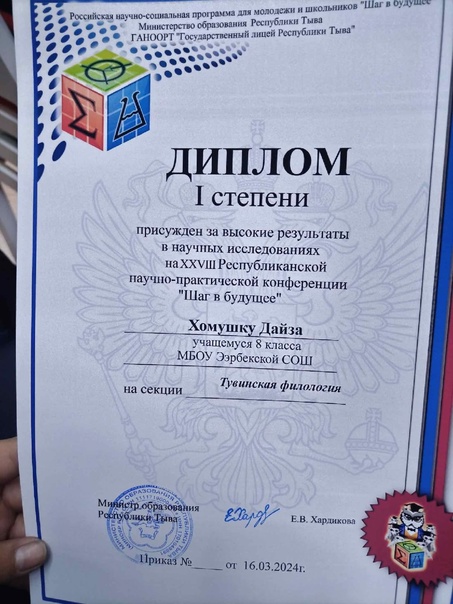 Российская научно-социальная программа для молодежи и школьников "Шаг в будущее"
Министерство образования Республики Тыва
ГАНООРТ "Государственный лицей Республики Тыва"
ДИПЛОМ
I степени
присужден за высокие результаты
в научных исследованиях
на XXVIII Республиканской
научно-практической конференции
"Шаг в будущее"
Хомушку Дайза
учащемуся 8 класса
МБОУ Ээрбекской СОШ
на секции Тувинская филология
Министр образования
Республики Тыва
Е.В. Хардикова
Приказ №_____ от 16.03.2024г.